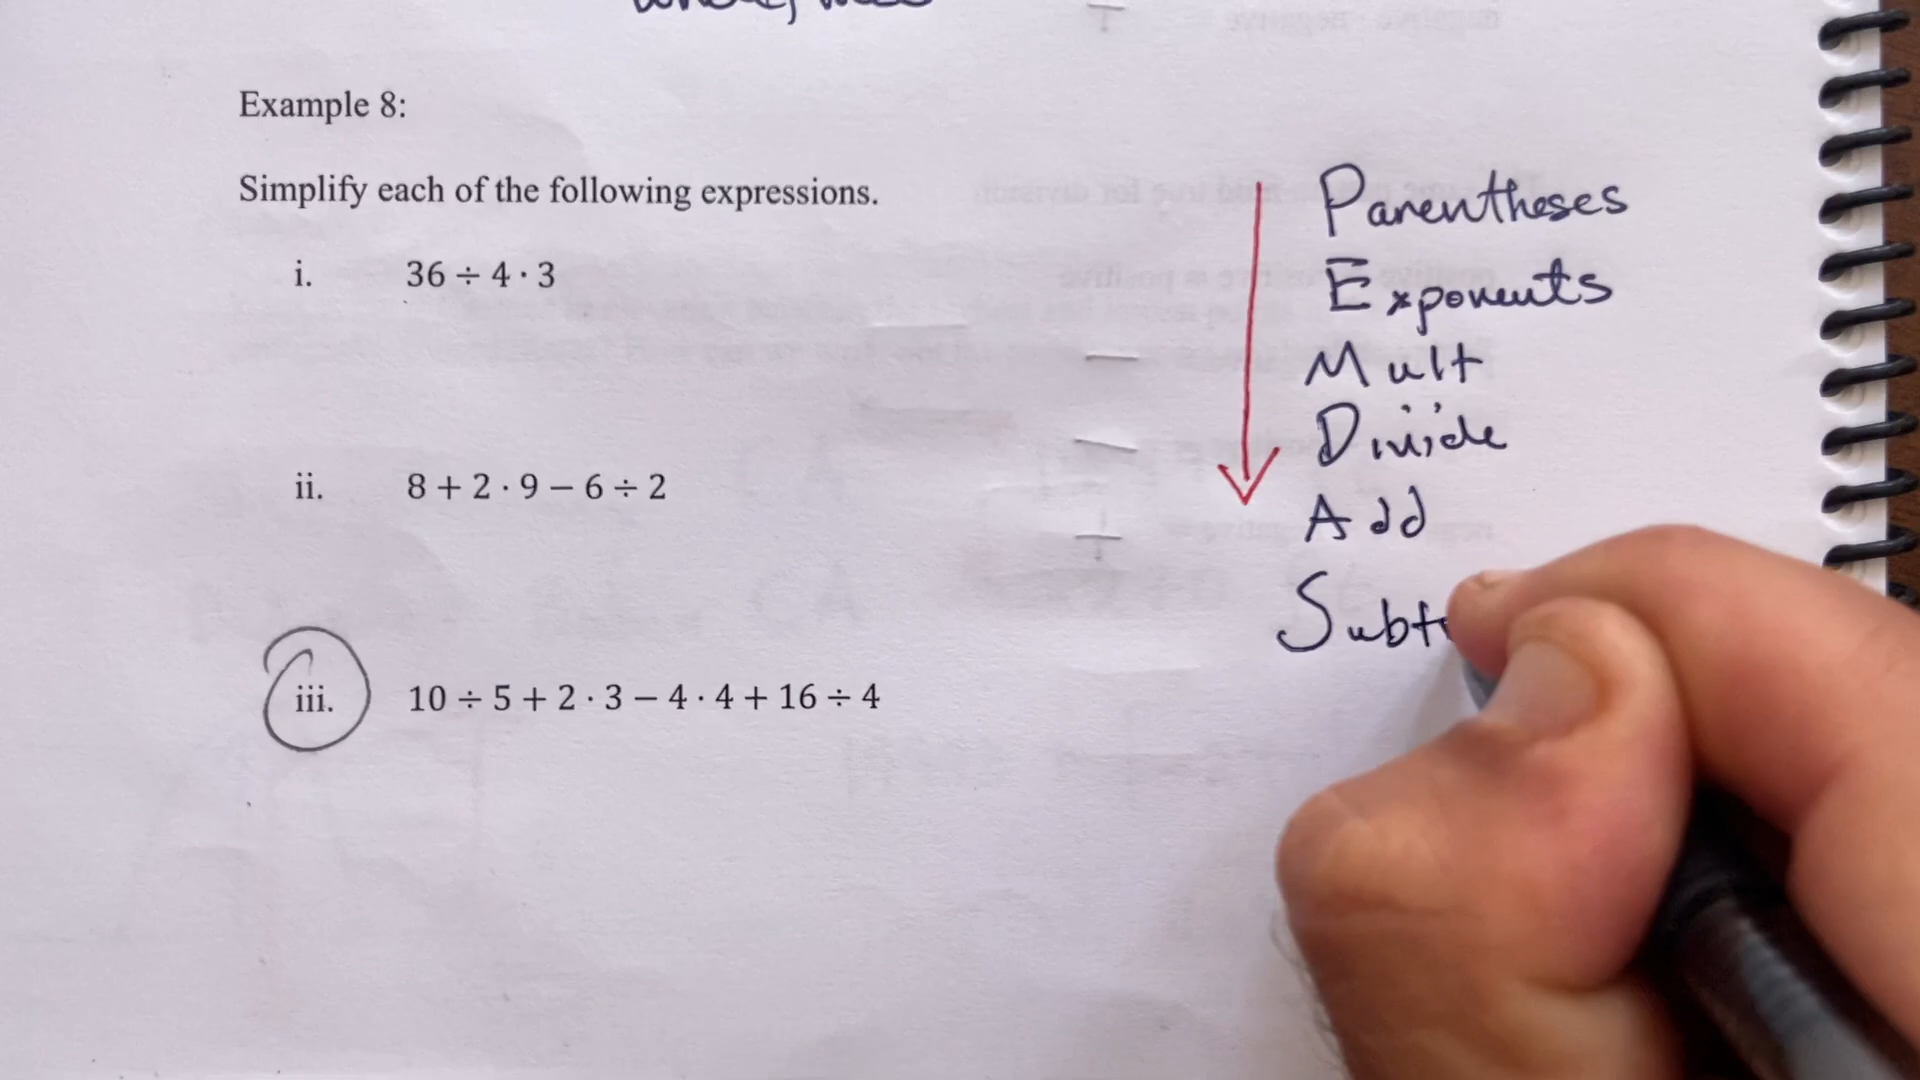 Example 8:
Simplify each of the following expressions.
i. 36 ÷ 4 · 3
ii. 8 + 2 · 9 − 6 ÷ 2
iii. 10 ÷ 5 + 2 · 3 − 4 · 4 + 16 ÷ 4
Parentheses
Exponents
Mult
Divide
Add
Subt